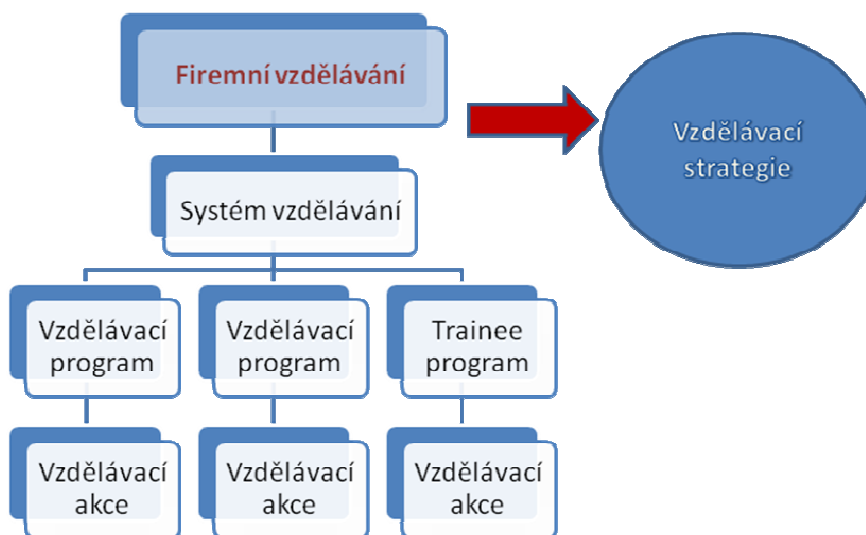 Firemní vzdělávání
Vzdělávací
strategie
Systém vzdělávání
Vzdělávací
program
Vzdělávací
program
Trainee
program
Vzdělávací
akce
Vzdělávací
akce
Vzdělávací
akce